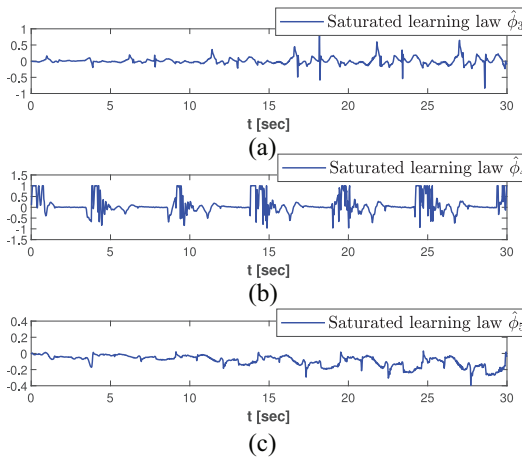 Saturated learning law φ̂₃
1
0.5
0
-0.5
-1
0 5 10 15 20 25 30
t [sec]
(a)
Saturated learning law φ̂
1.5
1
0.5
0
-0.5
-1
-1.5
0 5 10 15 20 25 30
t [sec]
(b)
Saturated learning law φ̂₅
0.4
0.2
0
-0.2
-0.4
0 5 10 15 20 25 30
t [sec]
(c)